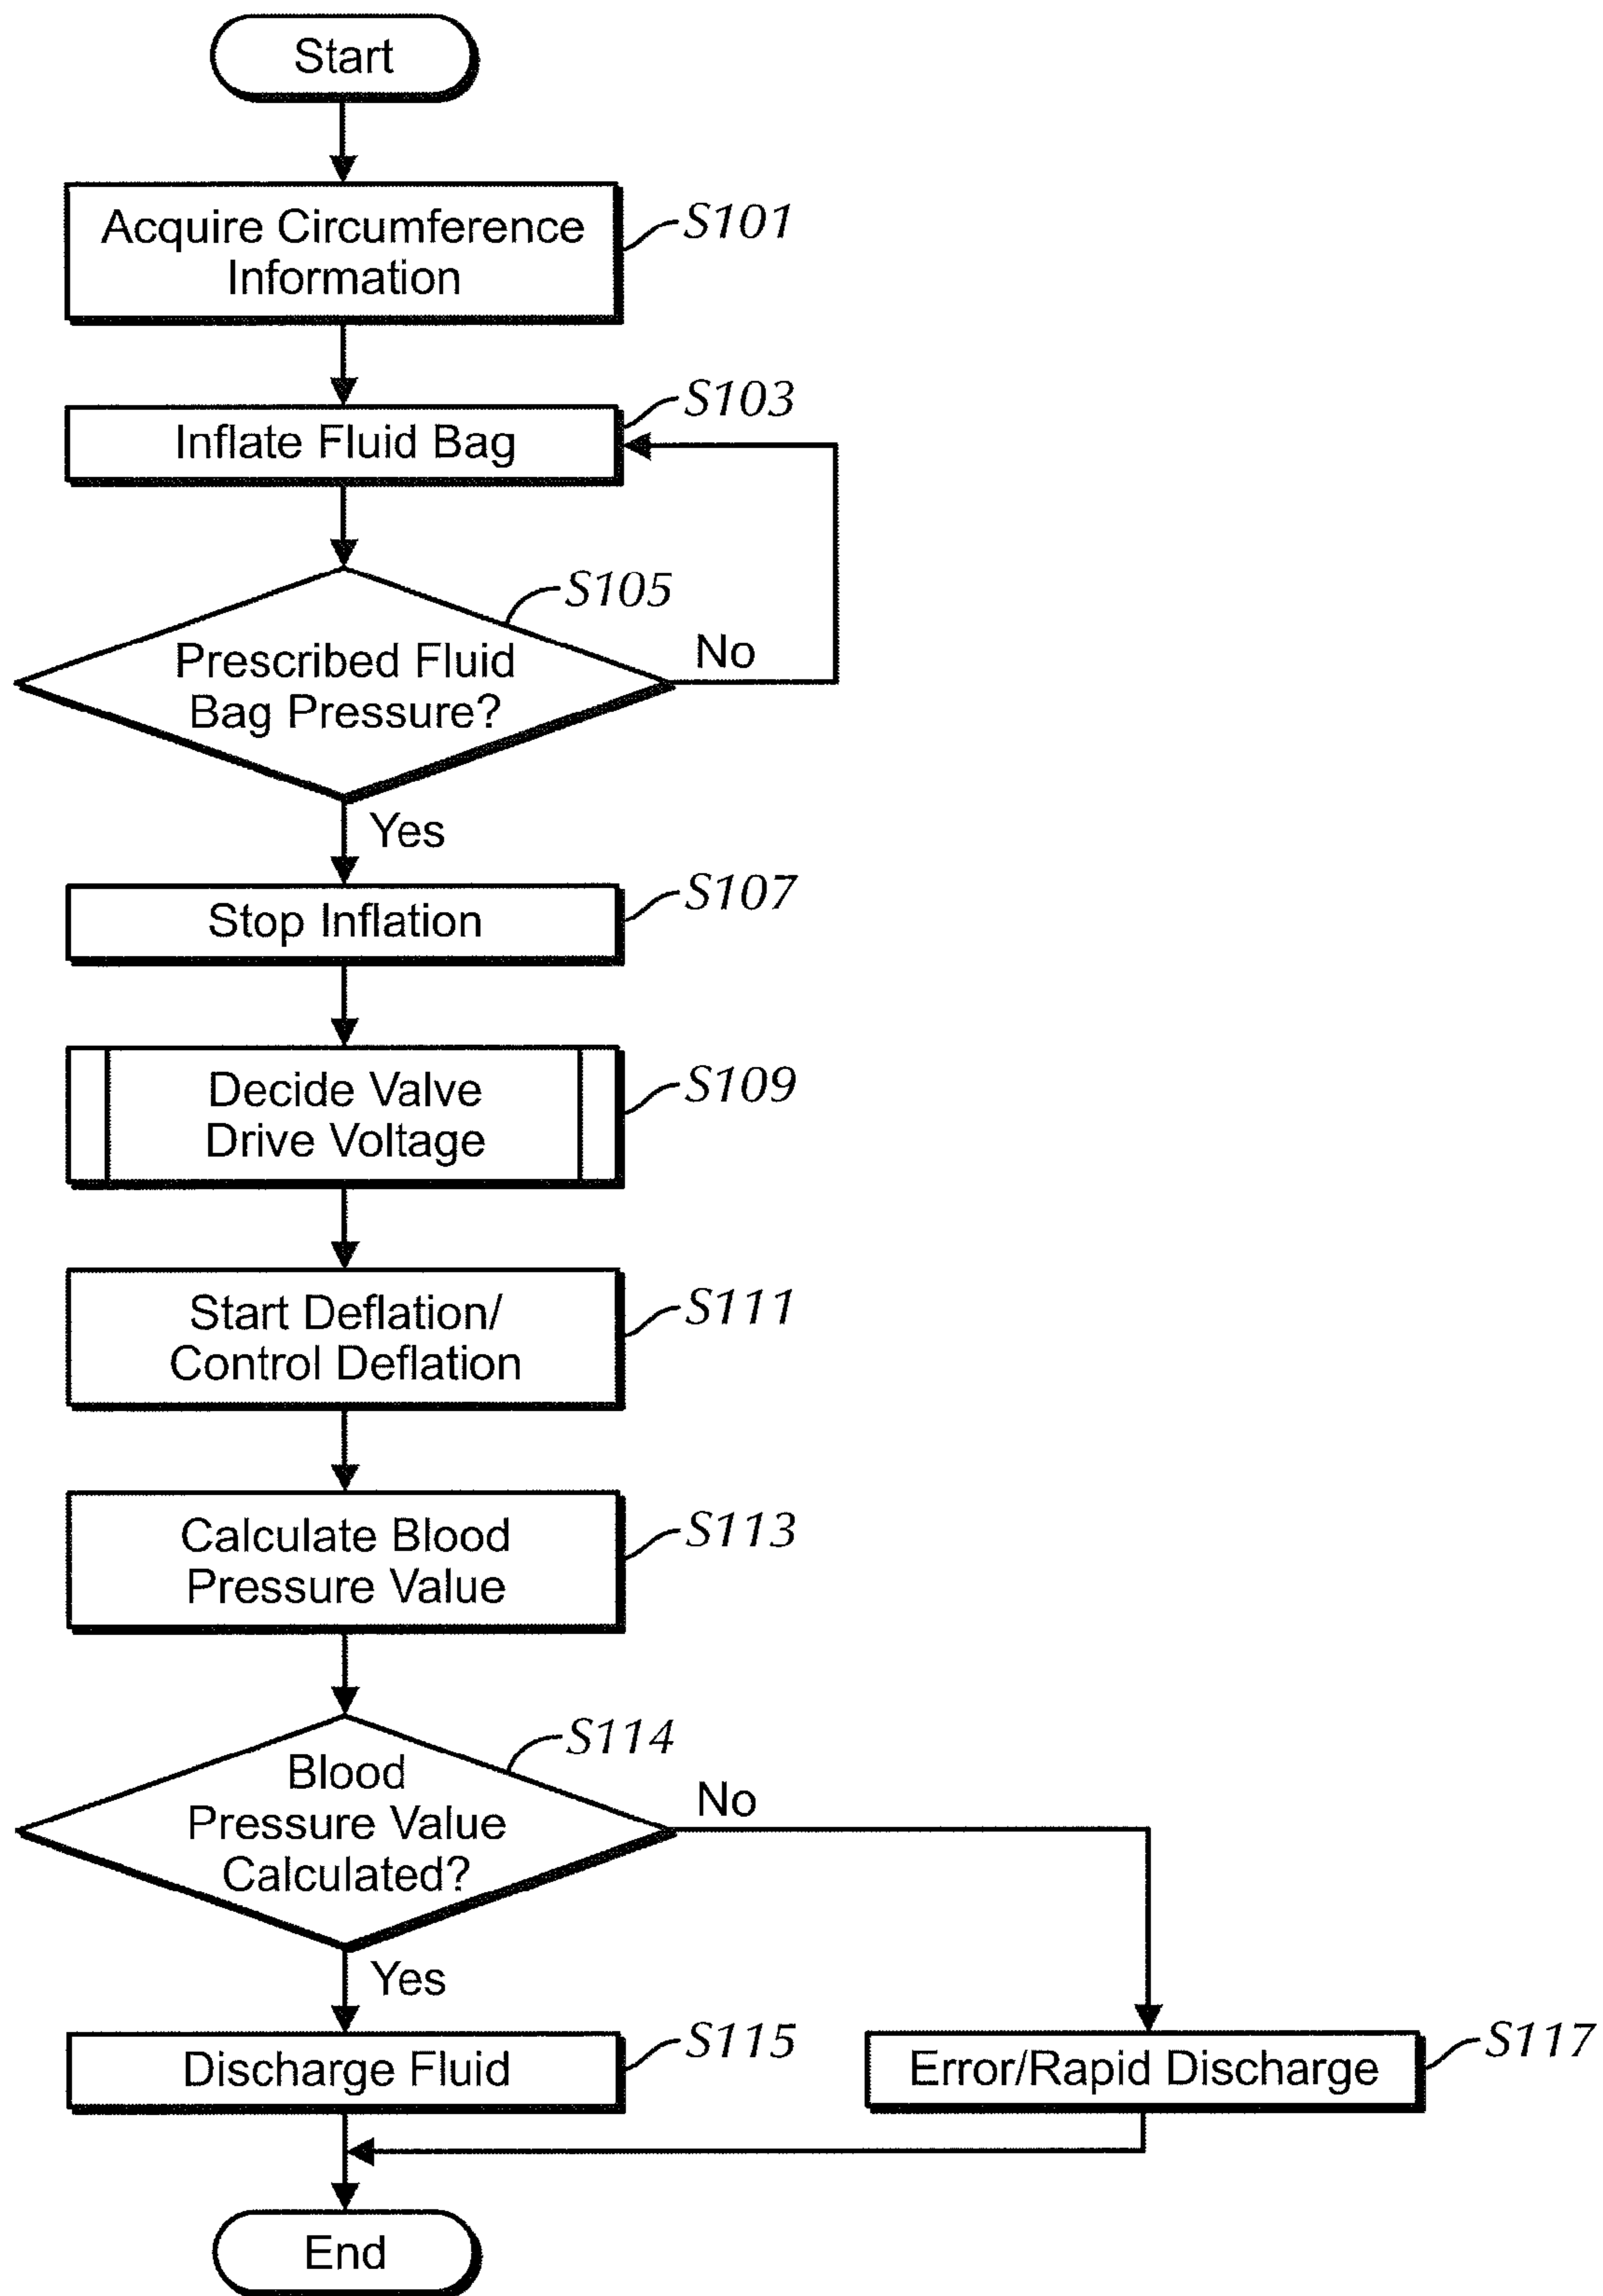 Start
Acquire Circumference
Information
S101
Inflate Fluid Bag
S103
Prescribed Fluid
Bag Pressure?
S105
No
Yes
Stop Inflation
S107
Decide Valve
Drive Voltage
S109
Start Deflation/
Control Deflation
S111
Calculate Blood
Pressure Value
S113
Blood
Pressure Value
Calculated?
S114
No
Yes
Discharge Fluid
S115
Error/Rapid Discharge
S117
End